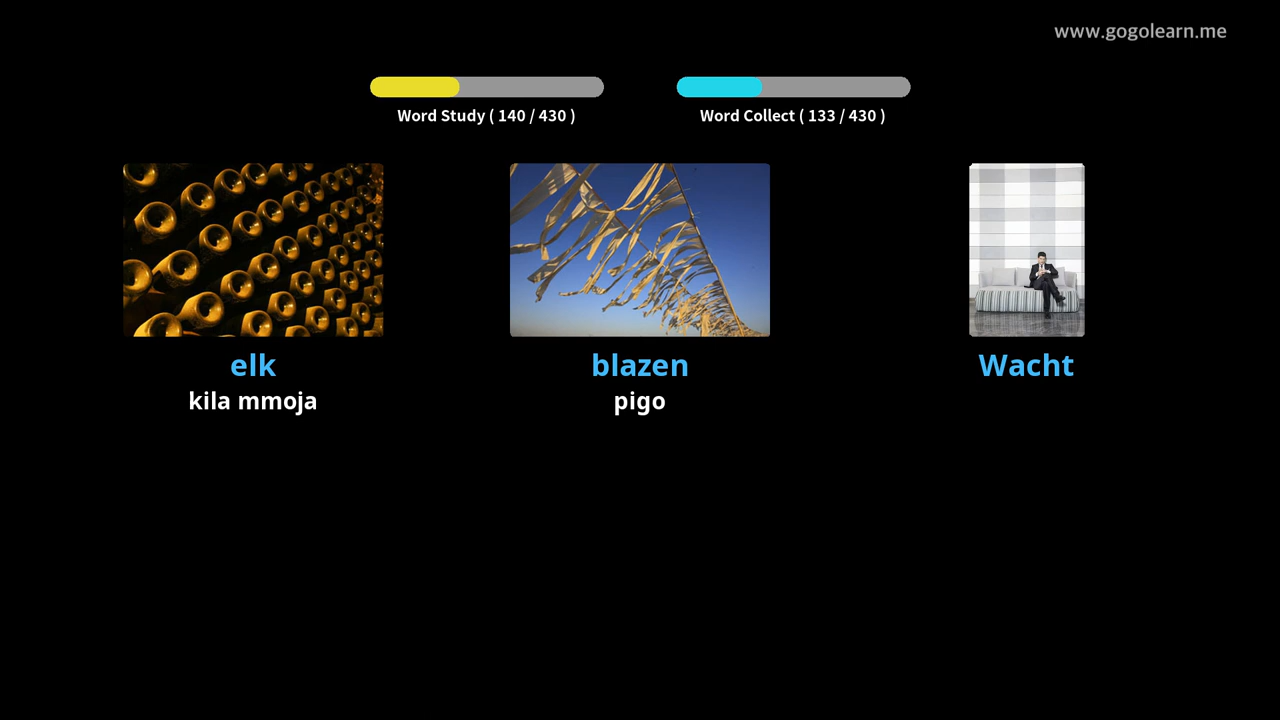 www.gogolearn.me
Word Study ( 140 / 430 )
Word Collect ( 133 / 430 )
elk
kila mmoja
blazen
pigo
Wacht